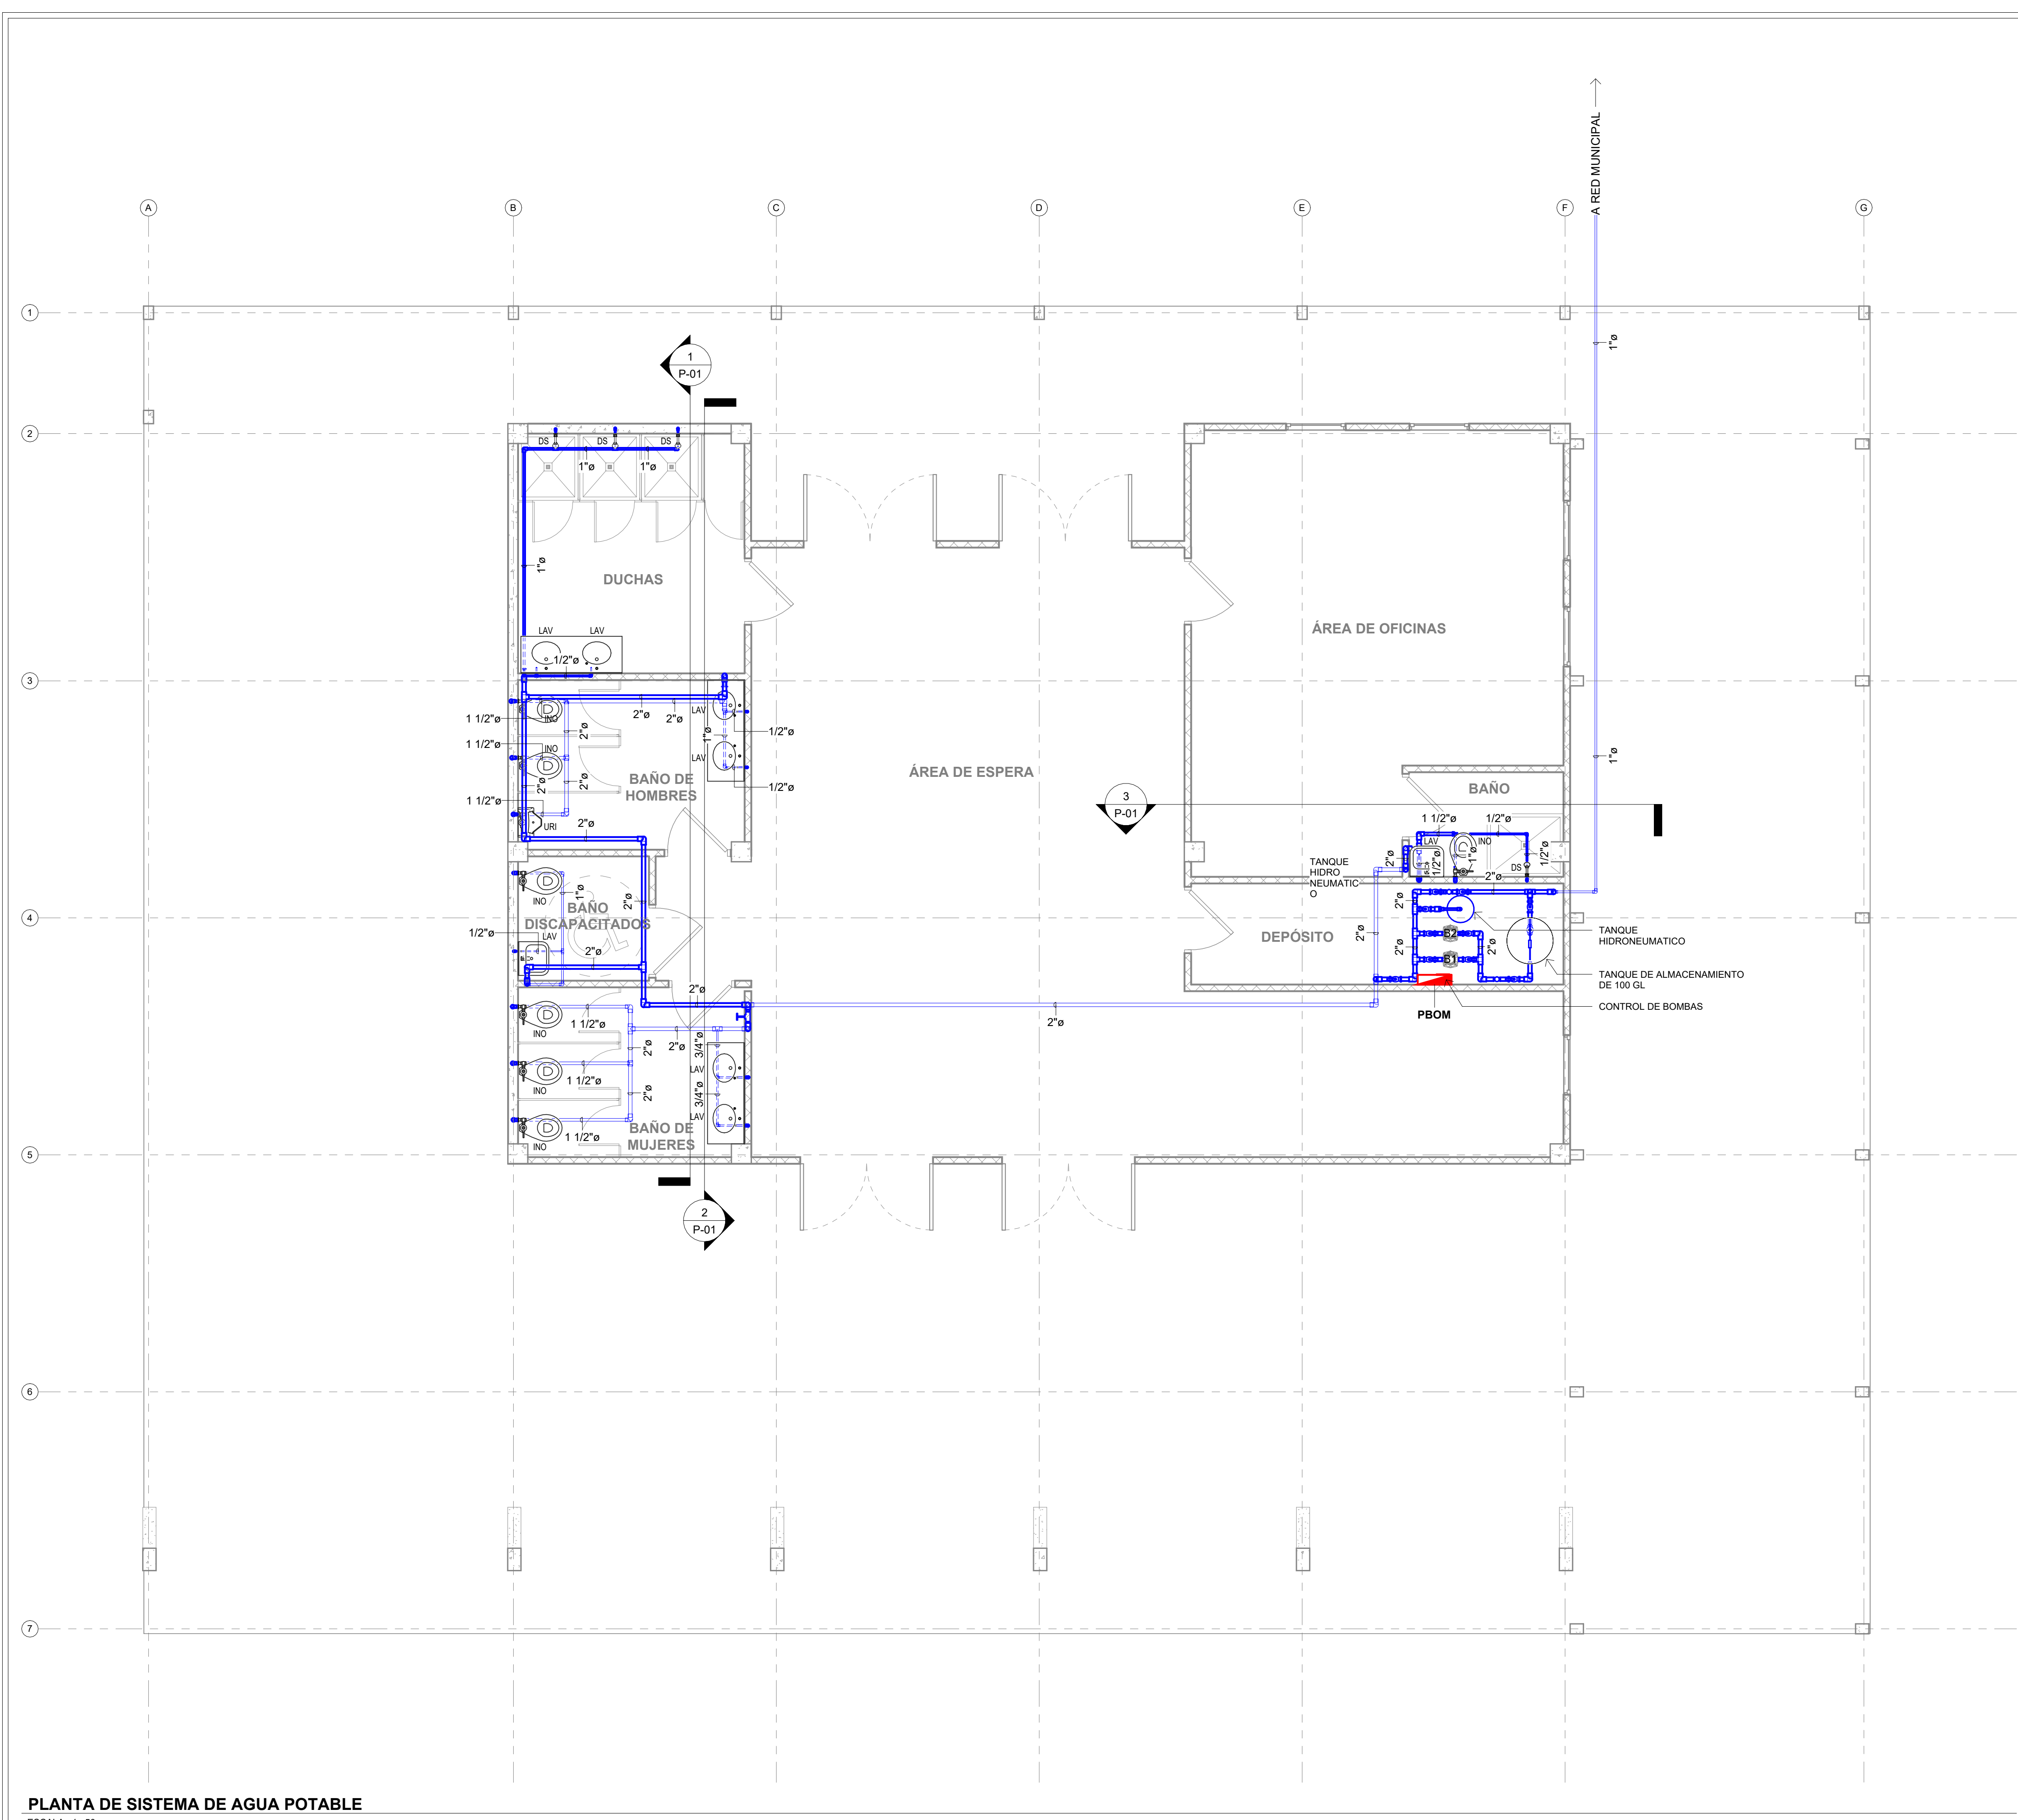 A RED MUNICIPAL
A
B
C
D
E
F
G
1
1"ø
1
P-01
2
DS
DS
DS
1"ø
1"ø
1"ø
DUCHAS
ÁREA DE OFICINAS
LAV
LAV
1/2"ø
3
1 1/2"ø
INO
2"ø
2"ø
LAV
2"ø
1"ø
1/2"ø
1 1/2"ø
INO
LAV
1"ø
2"ø
2"ø
BAÑO DE
HOMBRES
ÁREA DE ESPERA
1/2"ø
BAÑO
1 1/2"ø
URI
2"ø
3
P-01
1 1/2"ø
1/2"ø
LAV
INO
TANQUE
HIDRO
NEUMATIC
O
2"ø
1/2"ø
1"ø
1/2"ø
DS
2"ø
INO
1"ø
2"ø
2"ø
BAÑO
DISCAPACITADOS
4
1/2"ø
LAV
2"ø
DEPÓSITO
2"ø
2"ø
B2
2"ø
B1
TANQUE
HIDRONEUMATICO
TANQUE DE ALMACENAMIENTO
DE 100 GL
CONTROL DE BOMBAS
PBOM
2"ø
2"ø
1 1/2"ø
INO
2"ø
2"ø
3/4"ø
LAV
1 1/2"ø
INO
2"ø
3/4"ø
LAV
BAÑO DE
MUJERES
1 1/2"ø
INO
5
2
P-01
6
7
PLANTA DE SISTEMA DE AGUA POTABLE